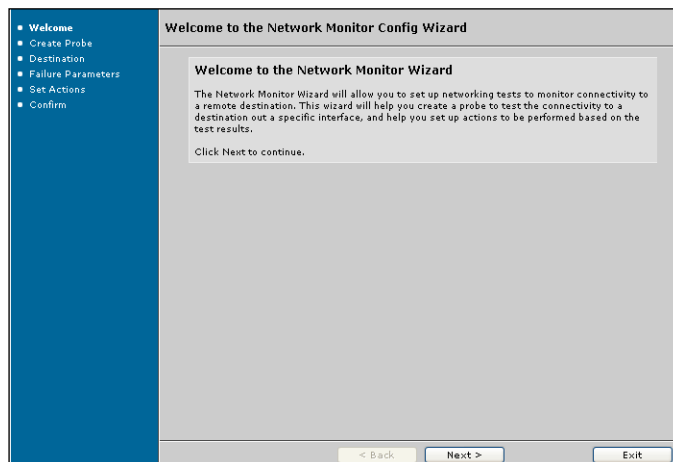 Welcome
Create Probe
Destination
Failure Parameters
Set Actions
Confirm
Welcome to the Network Monitor Config Wizard
Welcome to the Network Monitor Wizard
The Network Monitor Wizard will allow you to set up networking tests to monitor connectivity to
a remote destination. This wizard will help you create a probe to test the connectivity to a
destination out a specific interface, and help you set up actions to be performed based on the
test results.
Click Next to continue.
< Back
Next >
Exit